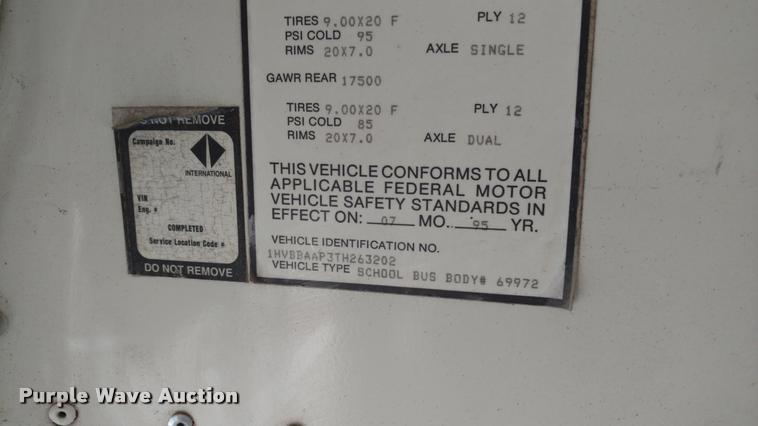 TIRES 9.00X20 F PLY 12
PSI COLD 95
RIMS 20X7.0 AXLE SINGLE
GAWR REAR 17500
TIRES 9.00X20 F PLY 12
PSI COLD 85
RIMS 20X7.0 AXLE DUAL
THIS VEHICLE CONFORMS TO ALL
APPLICABLE FEDERAL MOTOR
VEHICLE SAFETY STANDARDS IN
EFFECT ON: 07 MO. 95 YR.
VEHICLE IDENTIFICATION NO.
1HVBBAAP3TH263202
VEHICLE TYPE SCHOOL BUS BODY# 69972
DO NOT REMOVE
Campaign No.
INTERNATIONAL
VIN
Eng. #
COMPLETED
Service Location Code #
DO NOT REMOVE
Purple Wave Auction